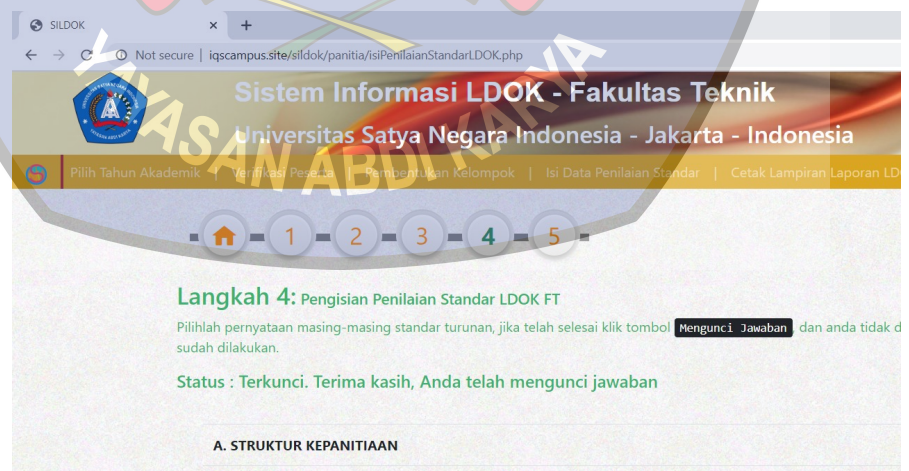 SILDOK
Not secure | iqscampus.site/sildok/panitia/isiPenilaianStandarLDOK.php
Sistem Informasi LDOK - Fakultas Teknik
Universitas Satya Negara Indonesia - Jakarta - Indonesia
YAYASAN ABDI KARYA
Pilih Tahun Akademik | Verifikasi Peserta | Pembentukan Kelompok | Isi Data Penilaian Standar | Cetak Lampiran Laporan LD
1 2 3 4 5
Langkah 4: Pengisian Penilaian Standar LDOK FT
Pilihlah pernyataan masing-masing standar turunan, jika telah selesai klik tombol Mengunci Jawaban, dan anda tidak d
sudah dilakukan.
Status : Terkunci. Terima kasih, Anda telah mengunci jawaban
A. STRUKTUR KEPANITIAAN